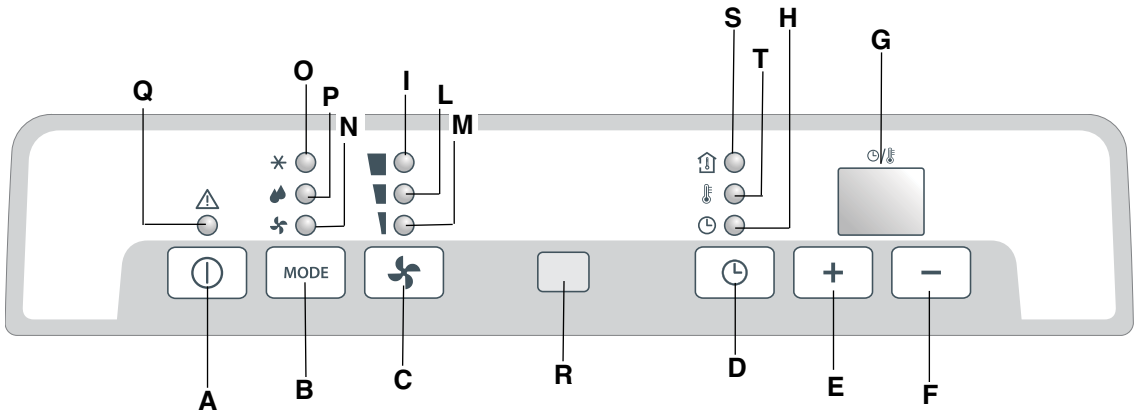 S H
G
O I T
Q P L
N M
MODE
R D
A B C E F